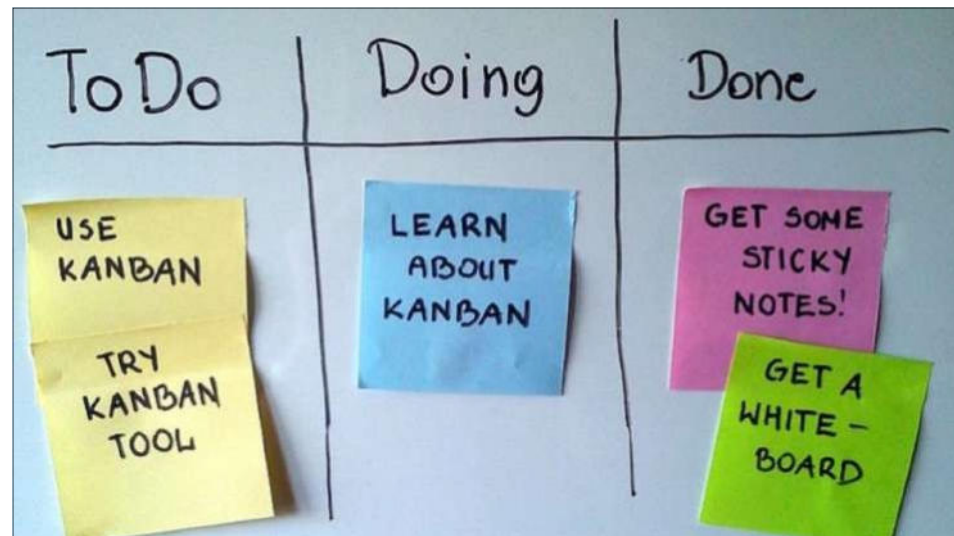 To Do
Doing
Done
USE
KANBAN
TRY
KANBAN
TOOL
LEARN
ABOUT
KANBAN
GET SOME
STICKY
NOTES!
GET A
WHITE -
BOARD